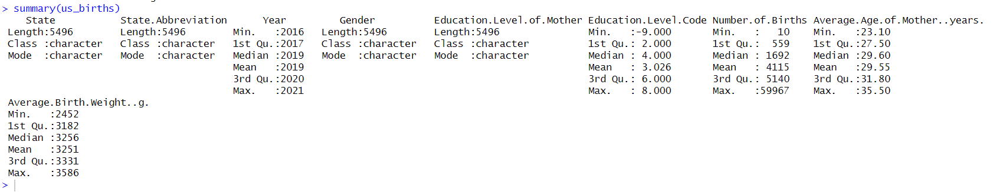 > summary(us_births)
    State           State.Abbreviation      Year         Gender          Education.Level.of.Mother Education.Level.Code Number.of.Births Average.Age.of.Mother..years.
 Length:5496        Length:5496        Min.   :2016   Length:5496        Length:5496               Min.   :-9.000       Min.   :   10    Min.   :23.10
 Class :character   Class :character   1st Qu.:2017   Class :character   Class :character          1st Qu.: 2.000       1st Qu.:  559    1st Qu.:27.50
 Mode  :character   Mode  :character   Median :2019   Mode  :character   Mode  :character          Median : 4.000       Median : 1692    Median :29.60
                                       Mean   :2019                                                Mean   : 3.026       Mean   : 4115    Mean   :29.55
                                       3rd Qu.:2020                                                3rd Qu.: 6.000       3rd Qu.: 5140    3rd Qu.:31.80
                                       Max.   :2021                                                Max.   : 8.000       Max.   :59967    Max.   :35.50
 Average.Birth.Weight..g.
 Min.   :2452
 1st Qu.:3182
 Median :3256
 Mean   :3251
 3rd Qu.:3331
 Max.   :3586
>